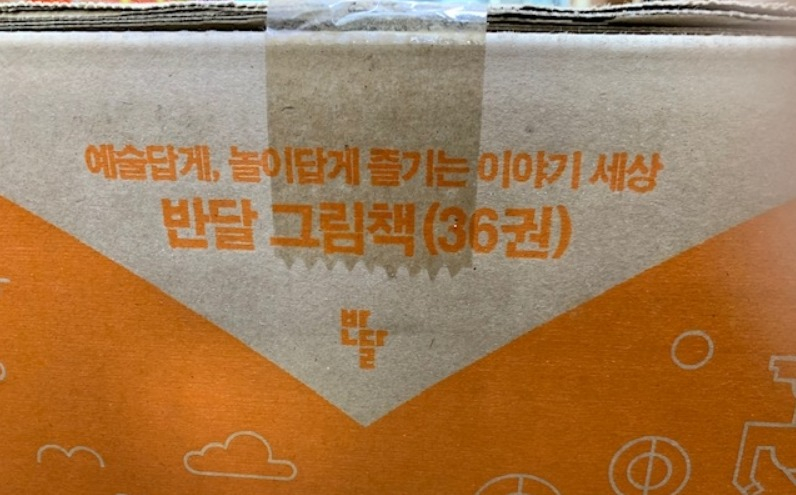 예술답게, 놀이답게 즐기는 이야기 세상
반달 그림책(36권)
반달